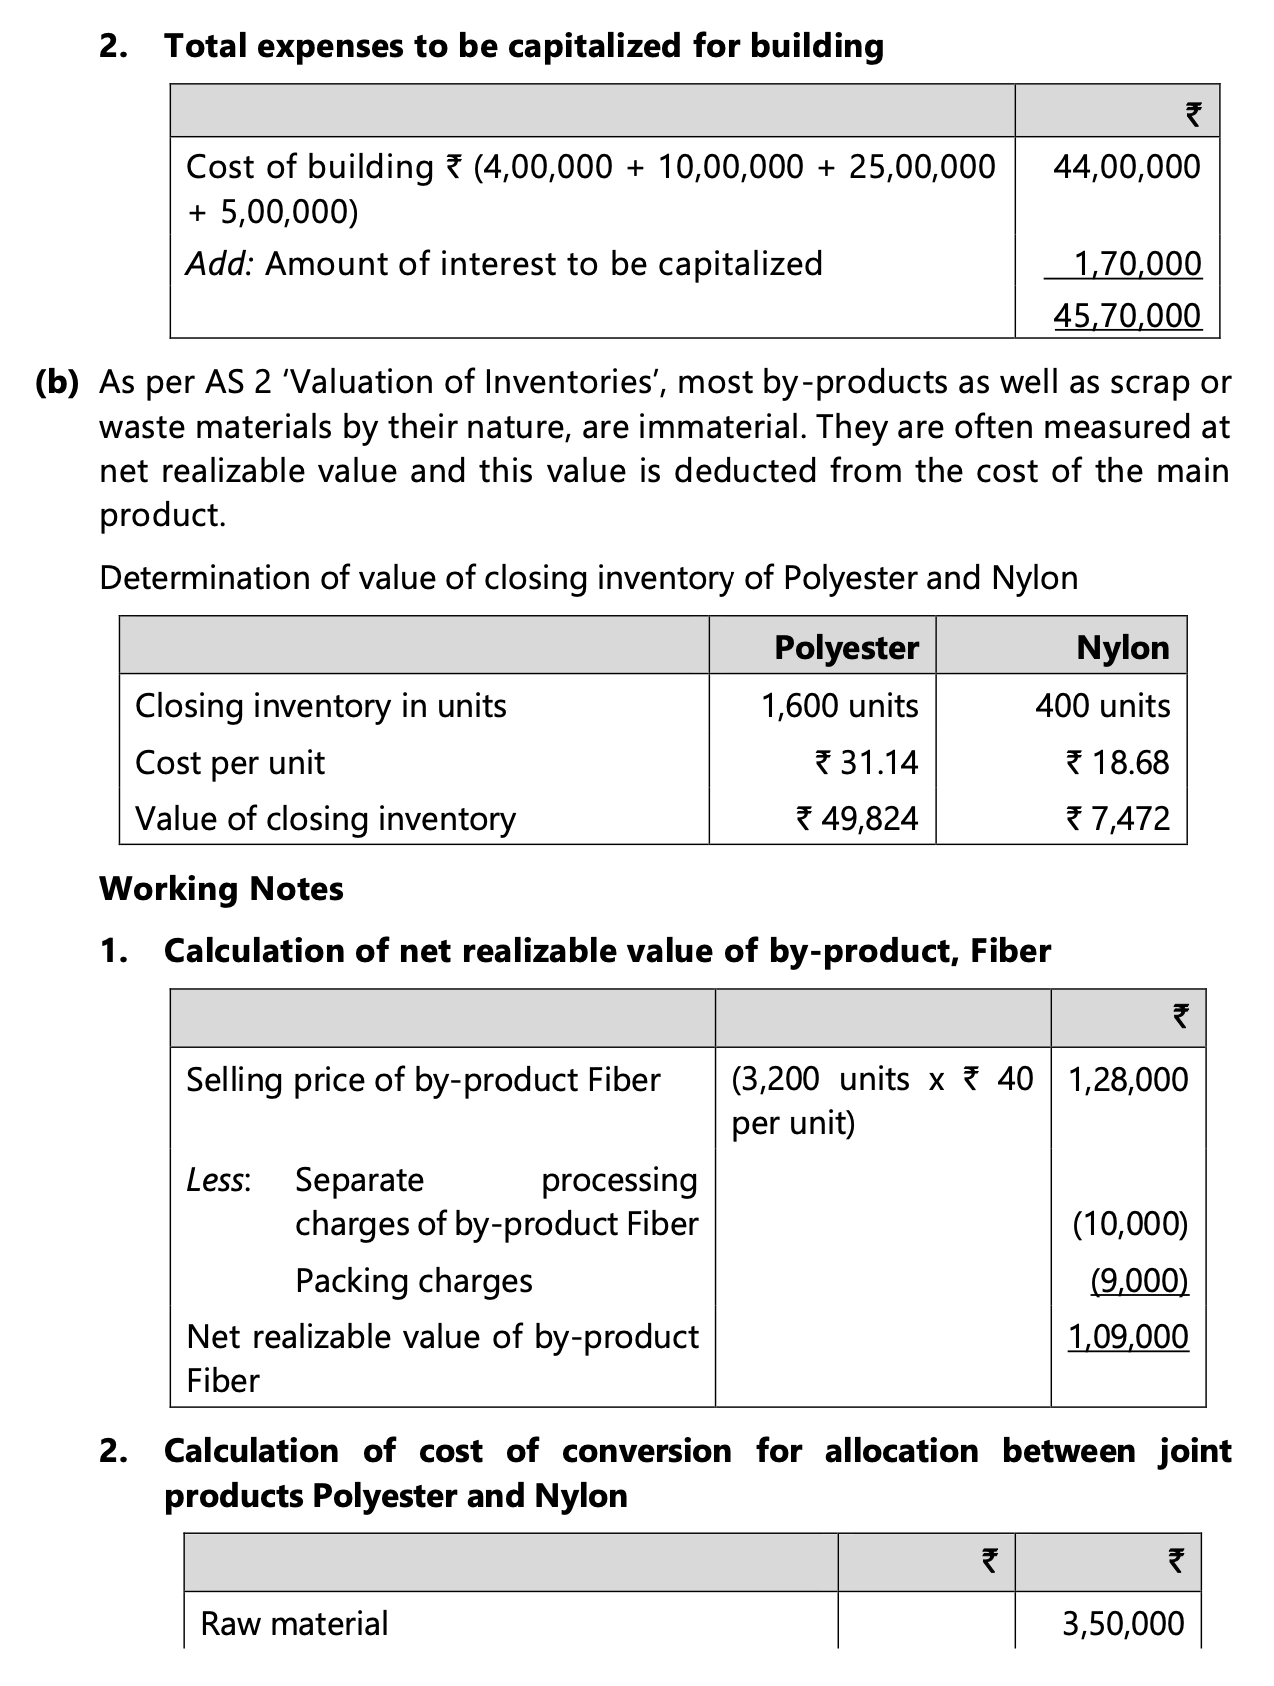 2. Total expenses to be capitalized for building
₹
Cost of building ₹ (4,00,000 + 10,00,000 + 25,00,000 44,00,000
+ 5,00,000)
Add: Amount of interest to be capitalized 1,70,000
45,70,000
(b) As per AS 2 ‘Valuation of Inventories’, most by-products as well as scrap or
waste materials by their nature, are immaterial. They are often measured at
net realizable value and this value is deducted from the cost of the main
product.
Determination of value of closing inventory of Polyester and Nylon
Polyester Nylon
Closing inventory in units 1,600 units 400 units
Cost per unit ₹ 31.14 ₹ 18.68
Value of closing inventory ₹ 49,824 ₹ 7,472
Working Notes
1. Calculation of net realizable value of by-product, Fiber
₹
Selling price of by-product Fiber (3,200 units x ₹ 40 1,28,000
per unit)
Less: Separate processing
charges of by-product Fiber (10,000)
Packing charges (9,000)
Net realizable value of by-product 1,09,000
Fiber
2. Calculation of cost of conversion for allocation between joint
products Polyester and Nylon
₹ ₹
Raw material 3,50,000